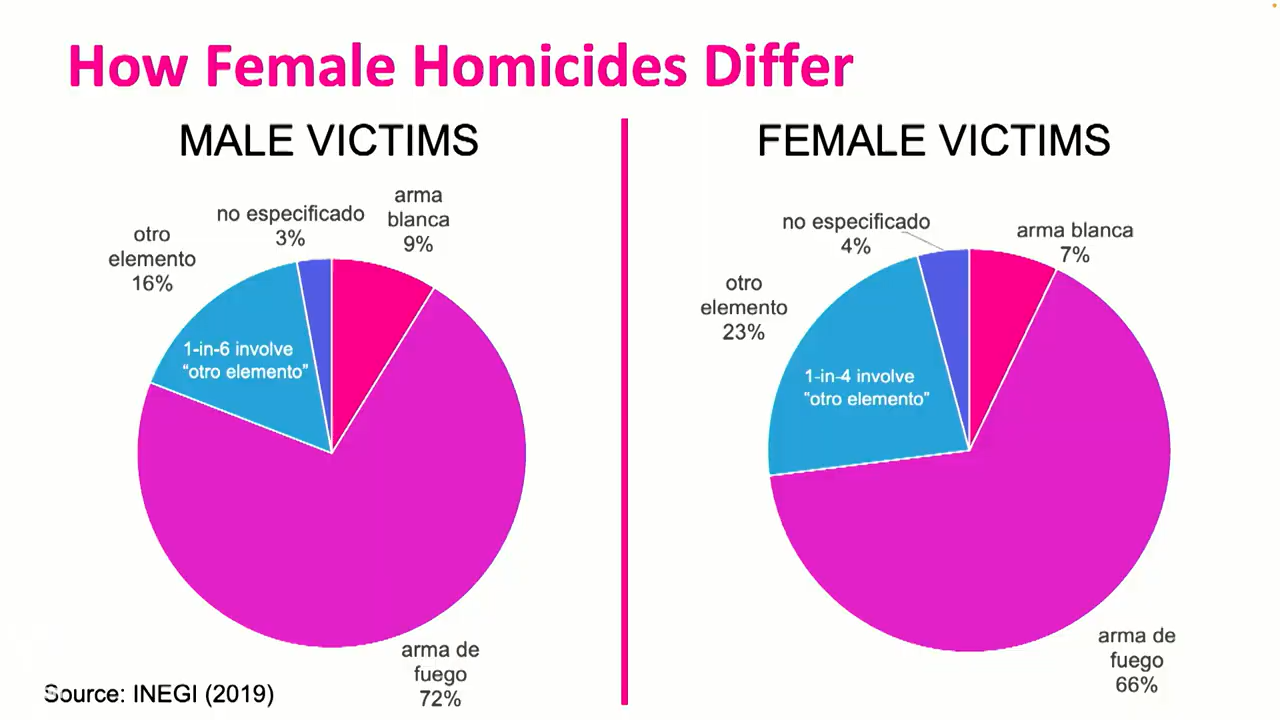 How Female Homicides Differ
MALE VICTIMS
no especificado
3%
arma
blanca
9%
otro
elemento
16%
1-in-6 involve
“otro elemento”
arma de
fuego
72%
Source: INEGI (2019)
FEMALE VICTIMS
no especificado
4%
arma blanca
7%
otro
elemento
23%
1-in-4 involve
“otro elemento”
arma de
fuego
66%